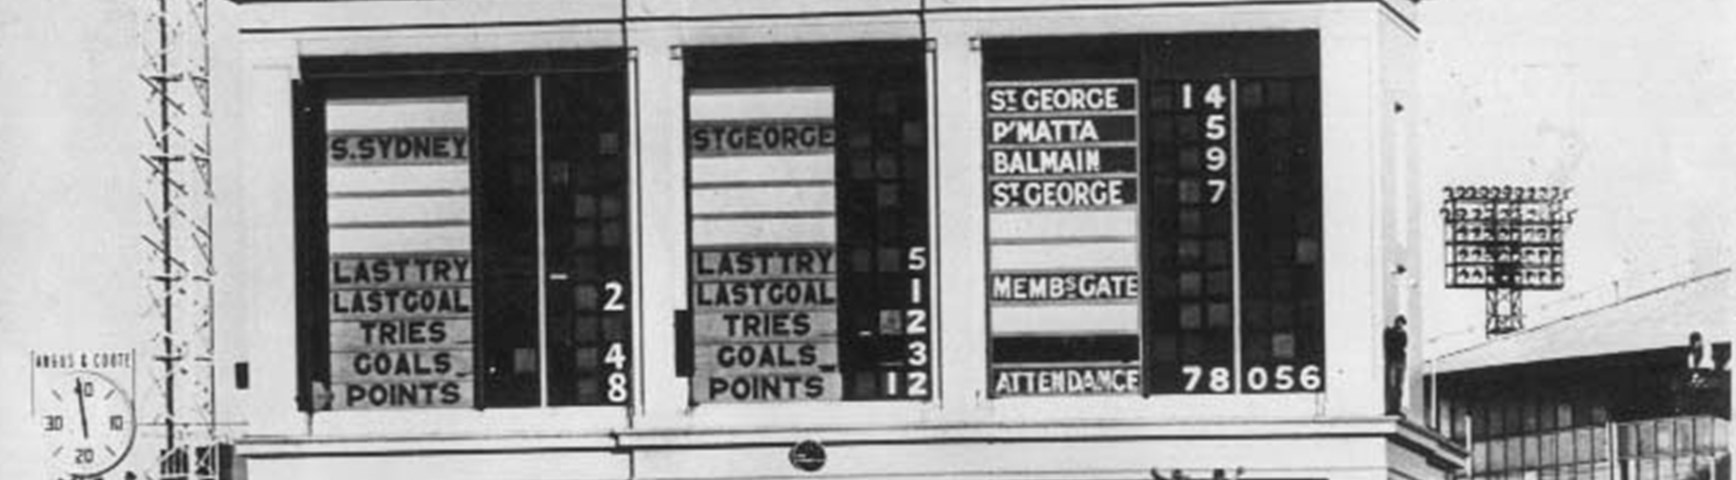 S.SYDNEY
LAST TRY
LAST GOAL 2
TRIES
GOALS 4
POINTS 8
ST GEORGE
LAST TRY 5
LAST GOAL 1
TRIES 2
GOALS 3
POINTS 12
ST GEORGE 14
P'MATTA 5
BALMAIN 9
ST GEORGE 7
MEMBS GATE
ATTENDANCE 78 056
ANGUS & COOTE
40
30 10
20